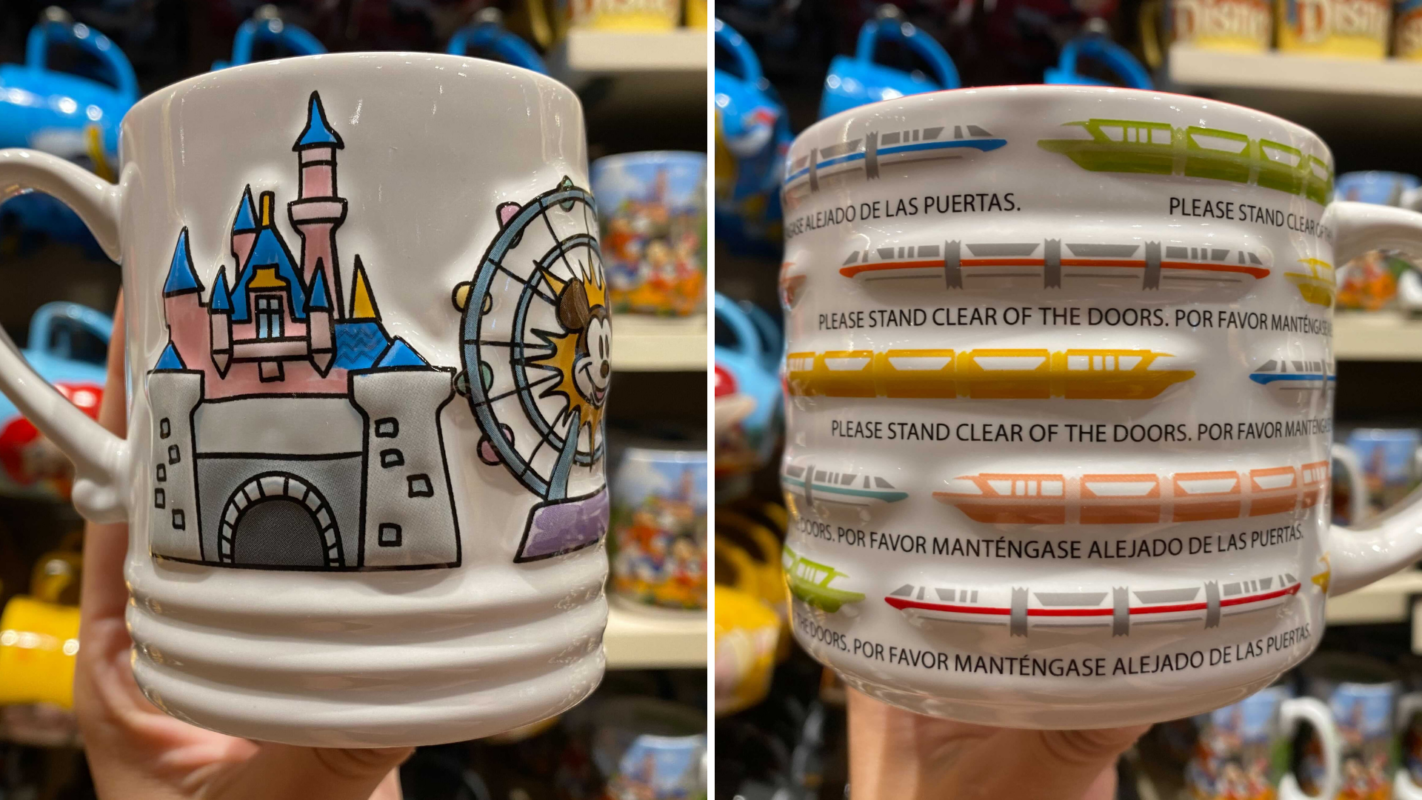 ALEJADO DE LAS PUERTAS.
PLEASE STAND CLEAR
PLEASE STAND CLEAR OF THE DOORS. POR FAVOR MANTÉNGASE
PLEASE STAND CLEAR OF THE DOORS. POR FAVOR MANTÉNGASE
DOORS. POR FAVOR MANTÉNGASE ALEJADO DE LAS PUERTAS.
THE DOORS. POR FAVOR MANTÉNGASE ALEJADO DE LAS PUERTAS.